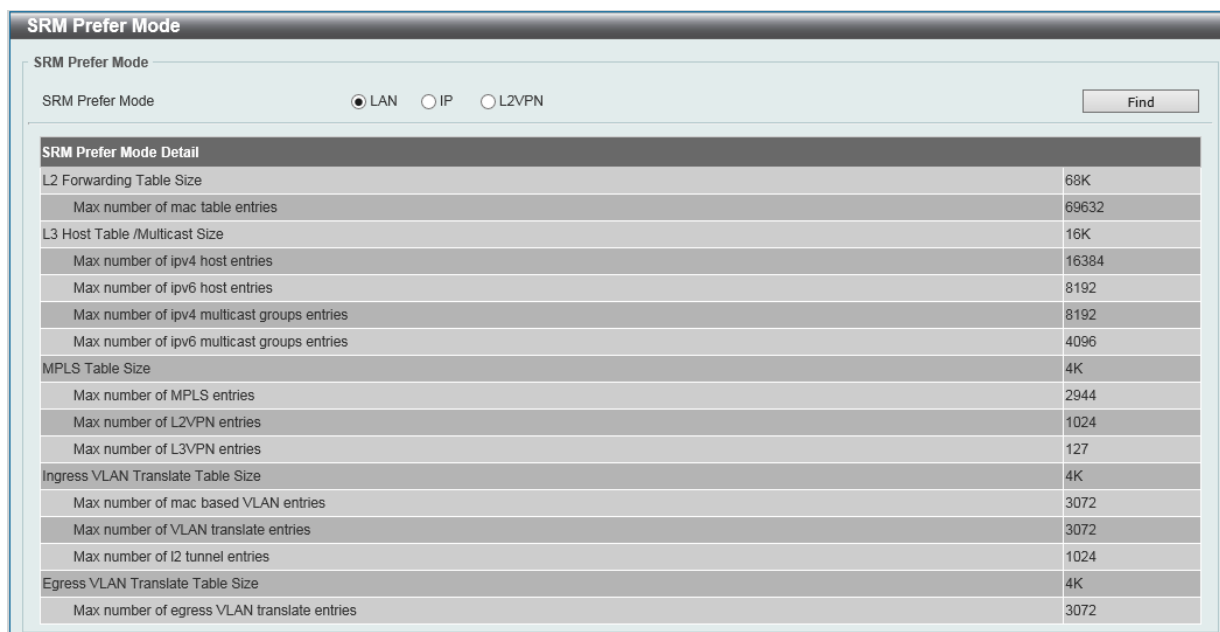 SRM Prefer Mode
SRM Prefer Mode
SRM Prefer Mode LAN IP L2VPN Find
SRM Prefer Mode Detail
L2 Forwarding Table Size 68K
Max number of mac table entries 69632
L3 Host Table /Multicast Size 16K
Max number of ipv4 host entries 16384
Max number of ipv6 host entries 8192
Max number of ipv4 multicast groups entries 8192
Max number of ipv6 multicast groups entries 4096
MPLS Table Size 4K
Max number of MPLS entries 2944
Max number of L2VPN entries 1024
Max number of L3VPN entries 127
Ingress VLAN Translate Table Size 4K
Max number of mac based VLAN entries 3072
Max number of VLAN translate entries 3072
Max number of l2 tunnel entries 1024
Egress VLAN Translate Table Size 4K
Max number of egress VLAN translate entries 3072